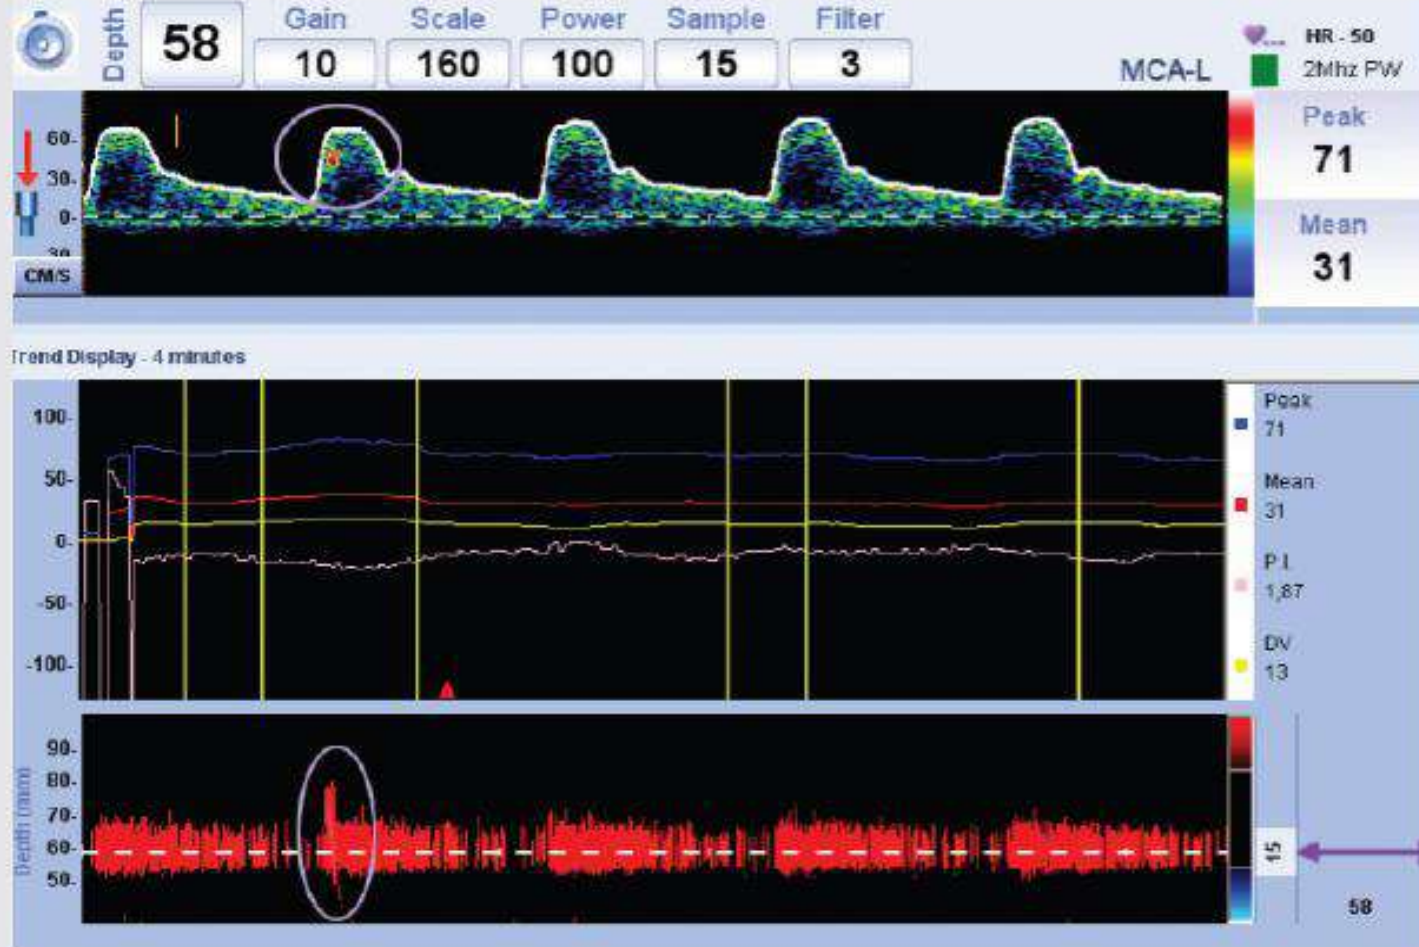 Depth
58
Gain
10
Scale
160
Power
100
Sample
15
Filter
3
MCA-L
HR - 50
2Mhz PW
60-
30-
0-
30
CM/S
Peak
71
Mean
31
Trend Display - 4 minutes
100-
50-
0-
-50-
-100-
Peak
71
Mean
31
P.I.
1,87
DV
13
Depth (mm)
90-
80-
70-
60-
50-
15
58